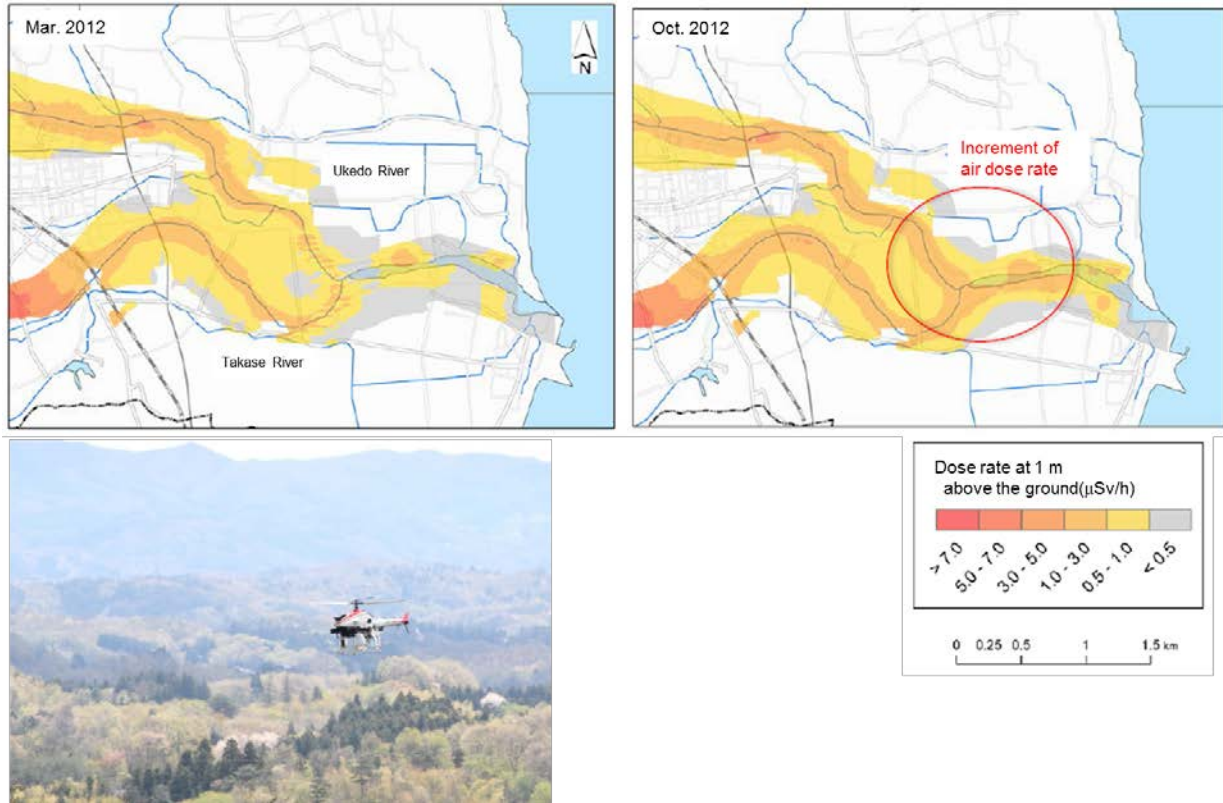 Mar. 2012
N
Ukedo River
Takase River
Oct. 2012
Increment of
air dose rate
Dose rate at 1 m
above the ground(μSv/h)
> 7.0
5.0 - 7.0
3.0 - 5.0
1.0 - 3.0
0.5 - 1.0
< 0.5
0 0.25 0.5 1 1.5 km